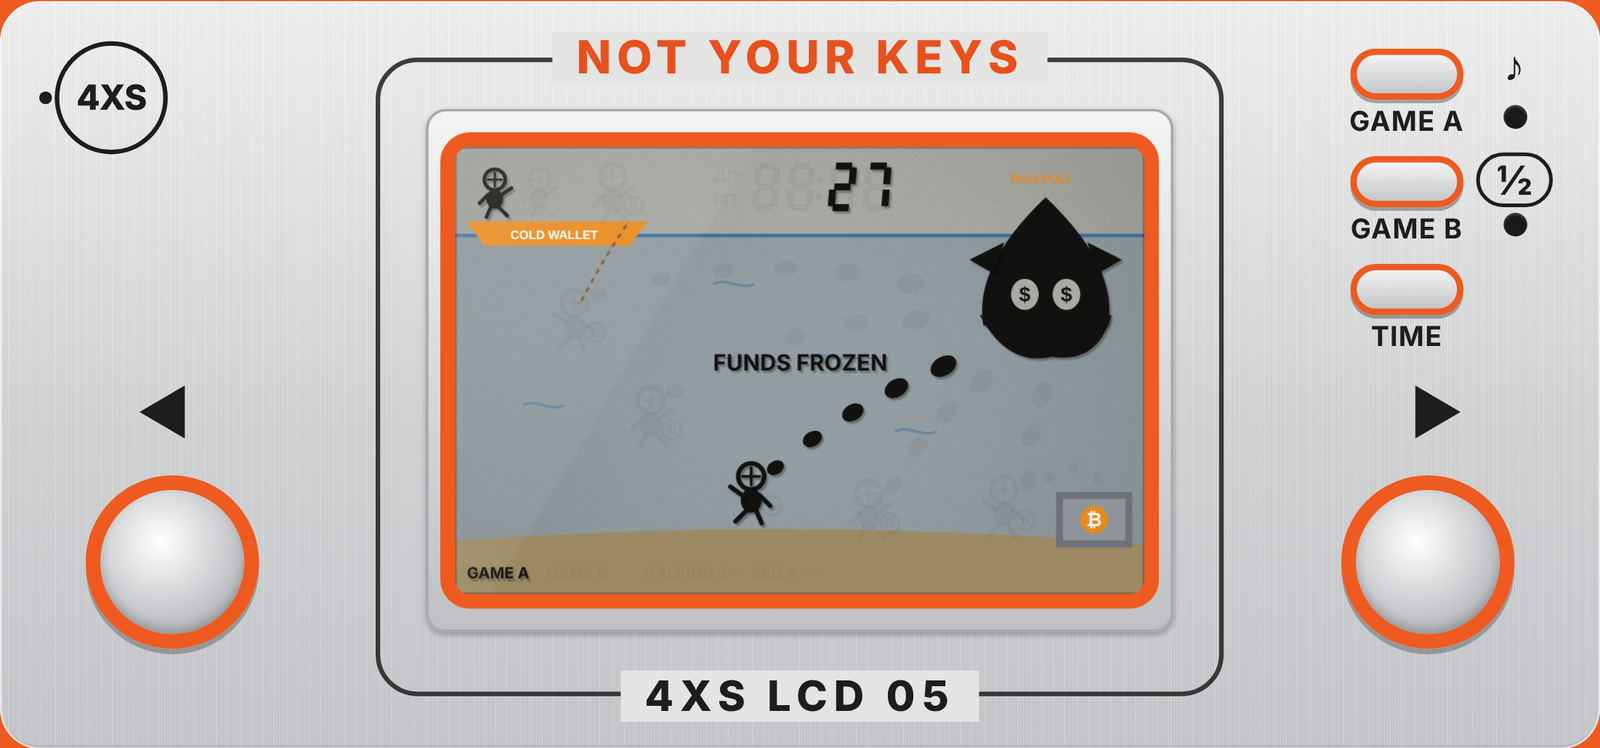 NOT YOUR KEYS
4XS
♪
GAME A
½
GAME B
TIME
27
RUG-PULL
COLD WALLET
$ $
FUNDS FROZEN
₿
GAME A GAME B HALVING 2× REC A ---
4XS LCD 05